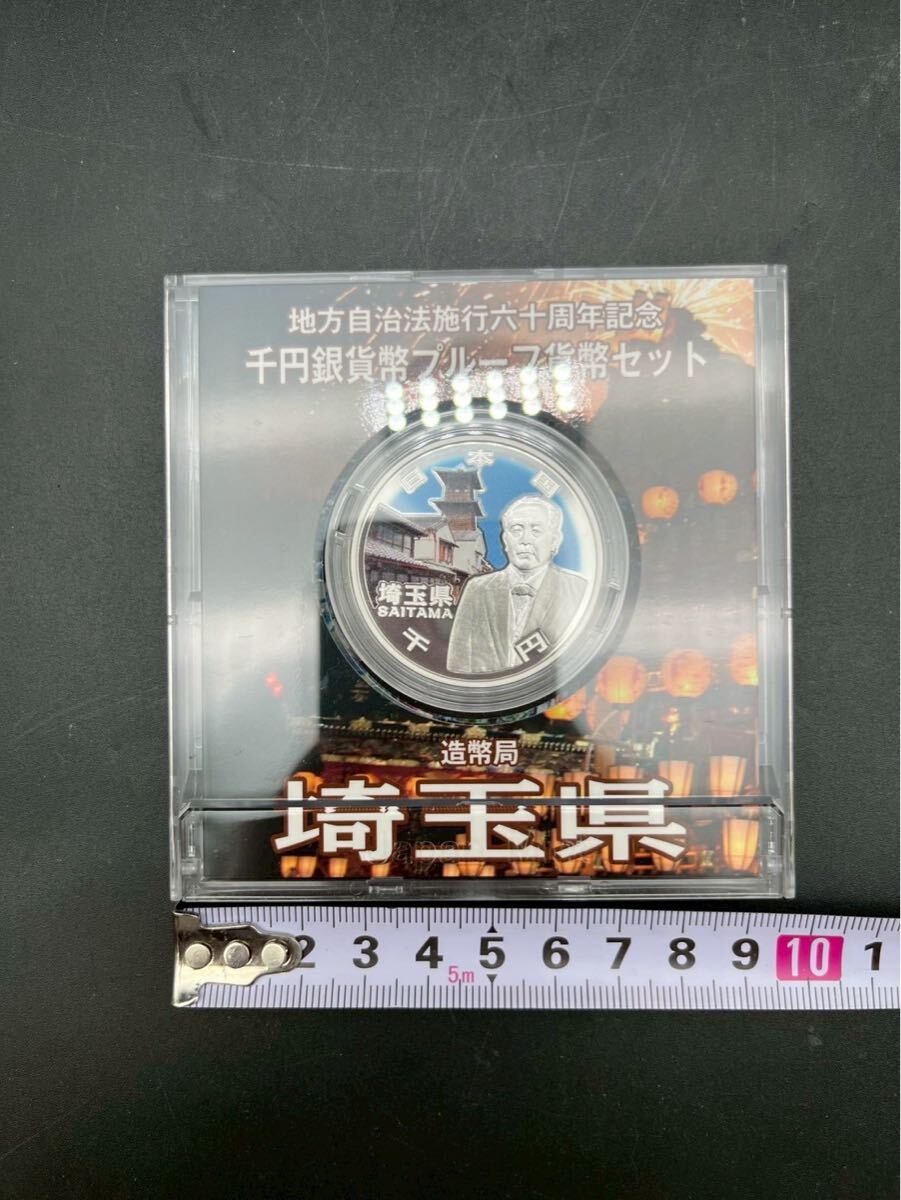 地方自治法施行六十周年記念
千円銀貨幣プルーフ貨幣セット
日本国
埼玉県
SAITAMA
千円
造幣局
埼玉県
Japan
2 3 4 5 6 7 8 9 10 1
5m